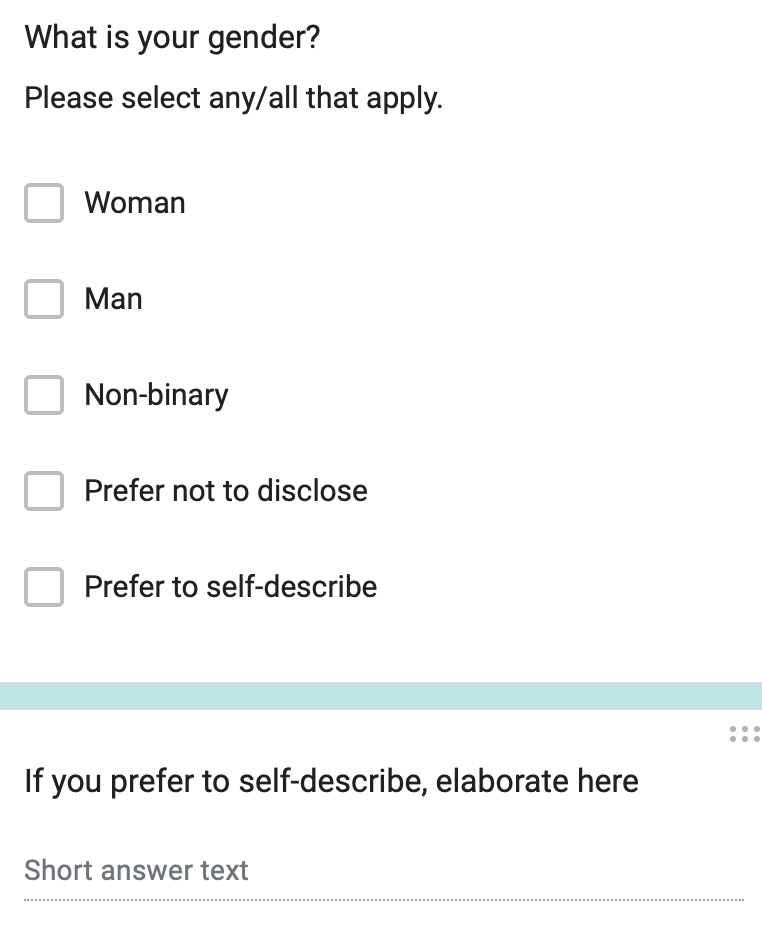 What is your gender?
Please select any/all that apply.
Woman
Man
Non-binary
Prefer not to disclose
Prefer to self-describe
If you prefer to self-describe, elaborate here
Short answer text